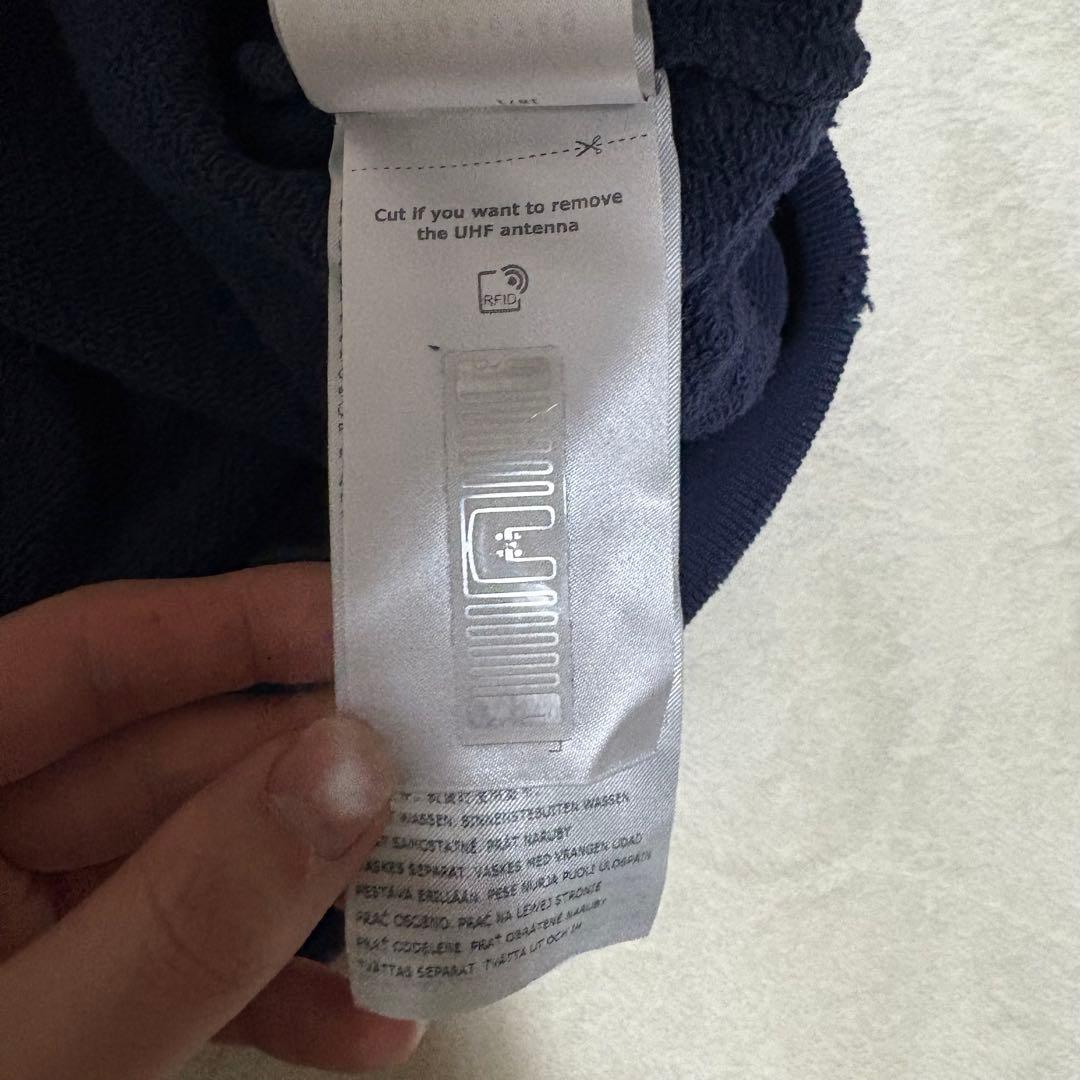 Cut if you want to remove
the UHF antenna
RFID
WASSEN. BINNENSTEBUITEN WASSEN
SAMOSTATNĚ. PRÁT NARUBY
VASKES SEPARAT. VASKES MED VRANGEN UDAD
PESTÄVÄ ERILLÄÄN. PESE NURJA PUOLI ULOSPÄIN
PRAĆ OSOBNO. PRAĆ NA LEWEJ STRONIE
PRAŤ ODDELENE. PRAŤ OBRÁTENÉ NARUBY
TVÄTTAS SEPARAT. TVÄTTA UT OCH IN